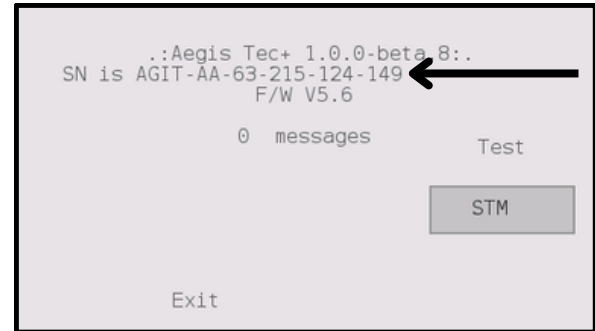 .:Aegis Tec+ 1.0.0-beta.8:.
SN is AGIT-AA-63-215-124-149
F/W V5.6
0 messages
Test
STM
Exit